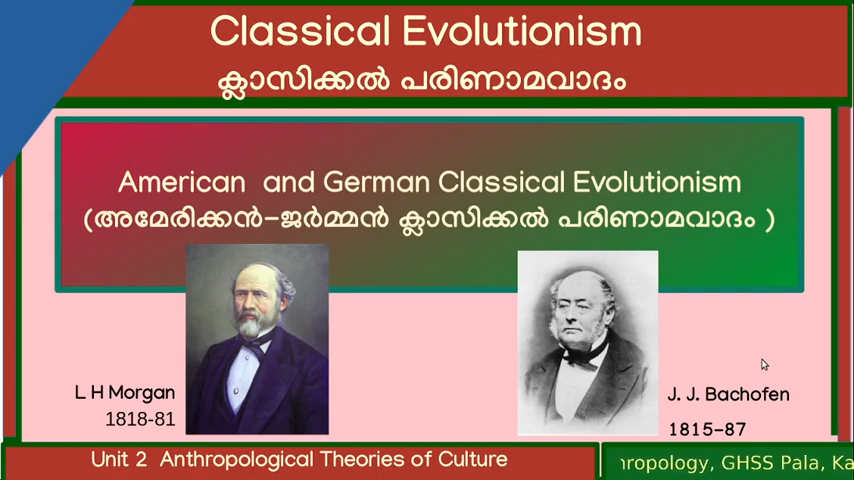 Classical Evolutionism
ക്ലാസിക്കൽ പരിണാമവാദം
American and German Classical Evolutionism
(അമേരിക്കൻ-ജർമ്മൻ ക്ലാസിക്കൽ പരിണാമവാദം )
L H Morgan
1818-81
J. J. Bachofen
1815-87
Unit 2 Anthropological Theories of Culture
hropology, GHSS Pala, Ka